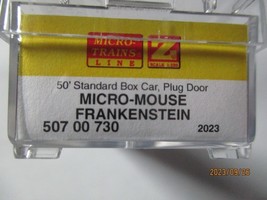 MICRO-
TRAINS
LINE
Z
50' Standard Box Car, Plug Door
MICRO-MOUSE
FRANKENSTEIN
507 00 730 2023